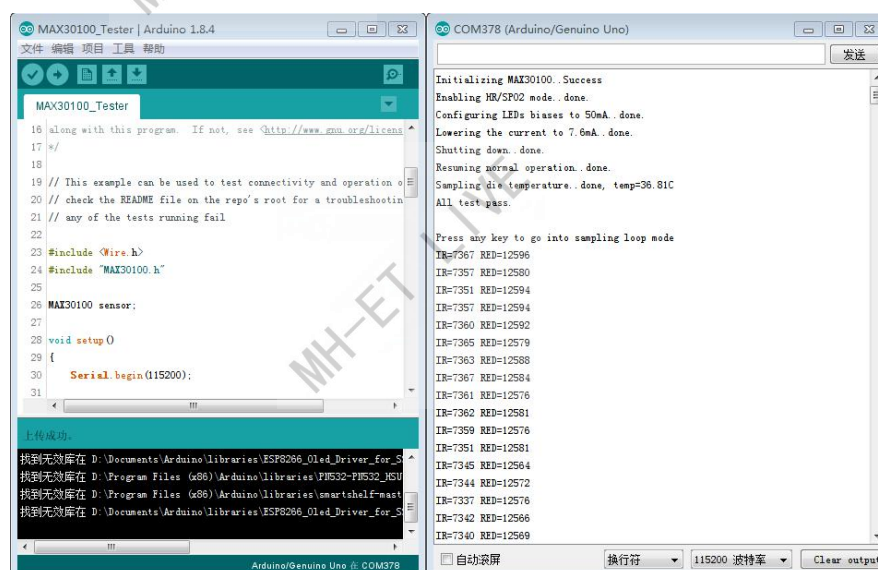 MAX30100_Tester | Arduino 1.8.4
文件 编辑 项目 工具 帮助
MAX30100_Tester
16 along with this program. If not, see <http://www.gnu.org/licens
17 */
18
19 // This example can be used to test connectivity and operation o
20 // check the README file on the repo's root for a troubleshootin
21 // any of the tests running fail
22
23 #include <Wire.h>
24 #include "MAX30100.h"
25
26 MAX30100 sensor;
27
28 void setup()
29 {
30 Serial.begin(115200);
31
上传成功。
找到无效库在 D:\Documents\Arduino\libraries\ESP8266_Oled_Driver_for_S
找到无效库在 D:\Program Files (x86)\Arduino\libraries\PN532-PN532_HSU
找到无效库在 D:\Program Files (x86)\Arduino\libraries\smartshelf-mast
找到无效库在 D:\Documents\Arduino\libraries\ESP8266_Oled_Driver_for_S
Arduino/Genuino Uno 在 COM378
COM378 (Arduino/Genuino Uno)
发送
Initializing MAX30100..Success
Enabling HR/SPO2 mode..done.
Configuring LEDs biases to 50mA..done.
Lowering the current to 7.6mA..done.
Shutting down..done.
Resuming normal operation..done.
Sampling die temperature..done, temp=36.81C
All test pass.
Press any key to go into sampling loop mode
IR=7367 RED=12596
IR=7357 RED=12580
IR=7351 RED=12594
IR=7357 RED=12594
IR=7360 RED=12592
IR=7365 RED=12579
IR=7363 RED=12588
IR=7367 RED=12584
IR=7361 RED=12576
IR=7362 RED=12581
IR=7359 RED=12576
IR=7351 RED=12581
IR=7345 RED=12564
IR=7344 RED=12572
IR=7337 RED=12576
IR=7342 RED=12566
IR=7340 RED=12569
自动滚屏 换行符 115200 波特率 Clear output
MH-ET LIVE